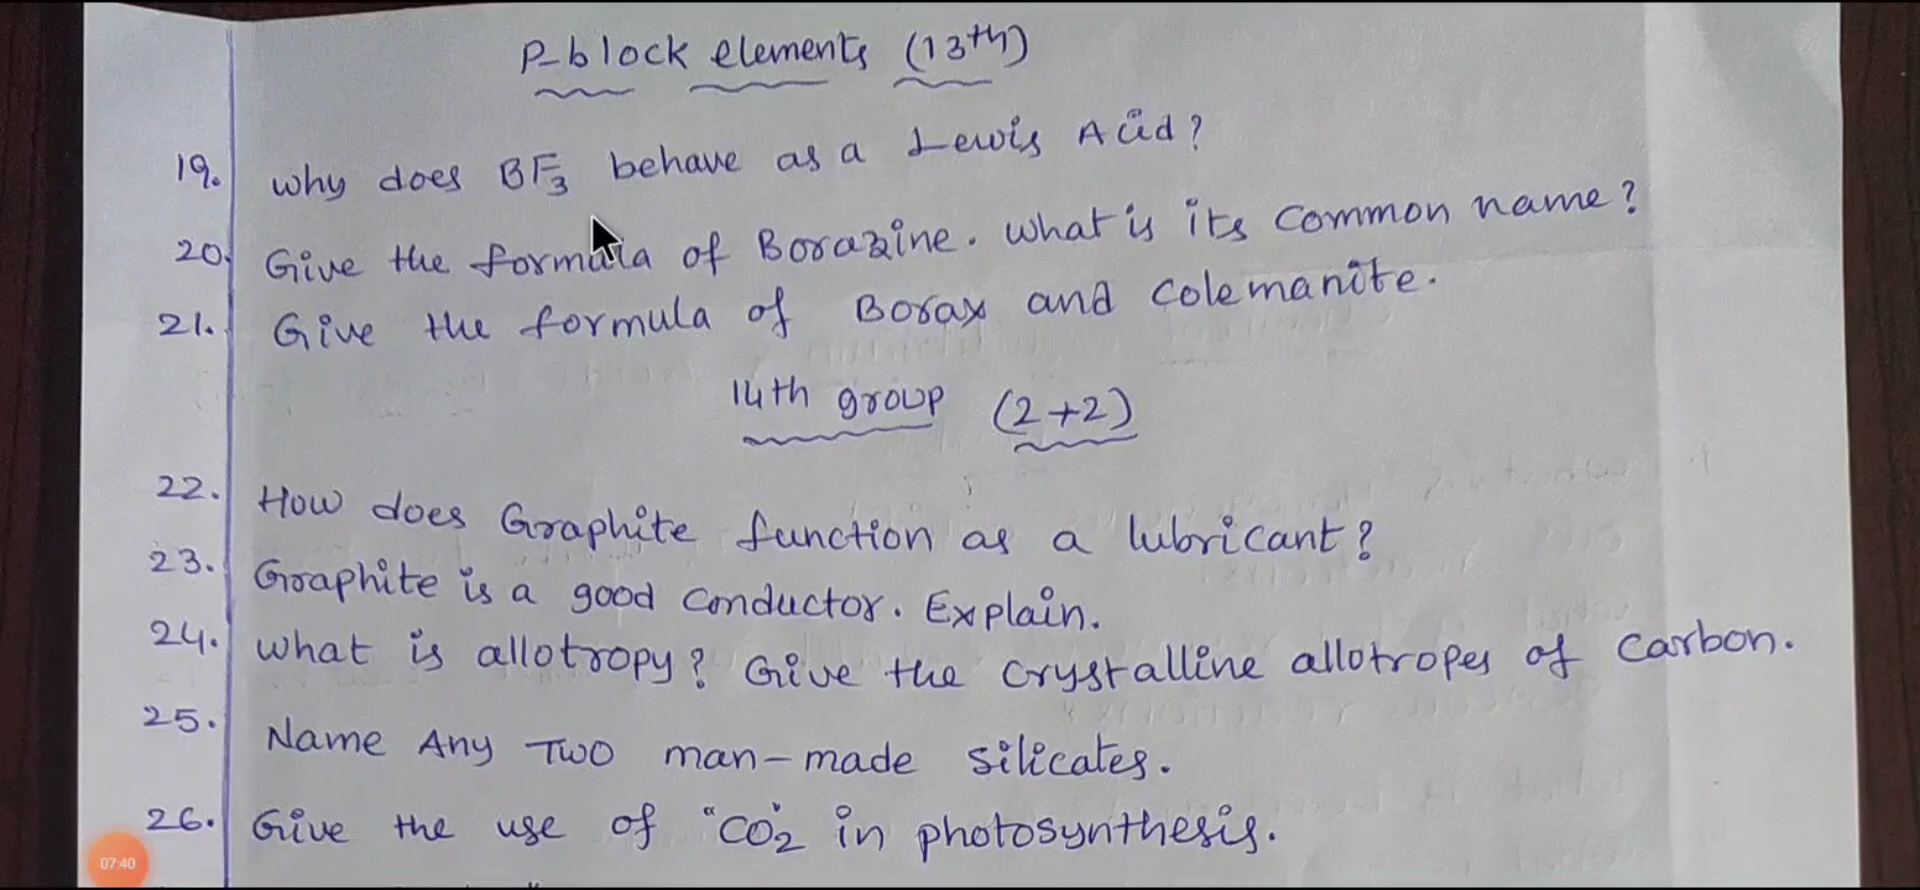 P-block elements (13th)
19. Why does BF3 behave as a Lewis Acid?
20. Give the formula of Borazine. What is its common name?
21. Give the formula of Borax and colemanite.
14th group (2+2)
22. How does Graphite function as a lubricant?
23. Graphite is a good conductor. Explain.
24. What is allotropy? Give the crystalline allotropes of carbon.
25. Name Any Two man-made silicates.
26. Give the use of "CO2 in photosynthesis.
07:40